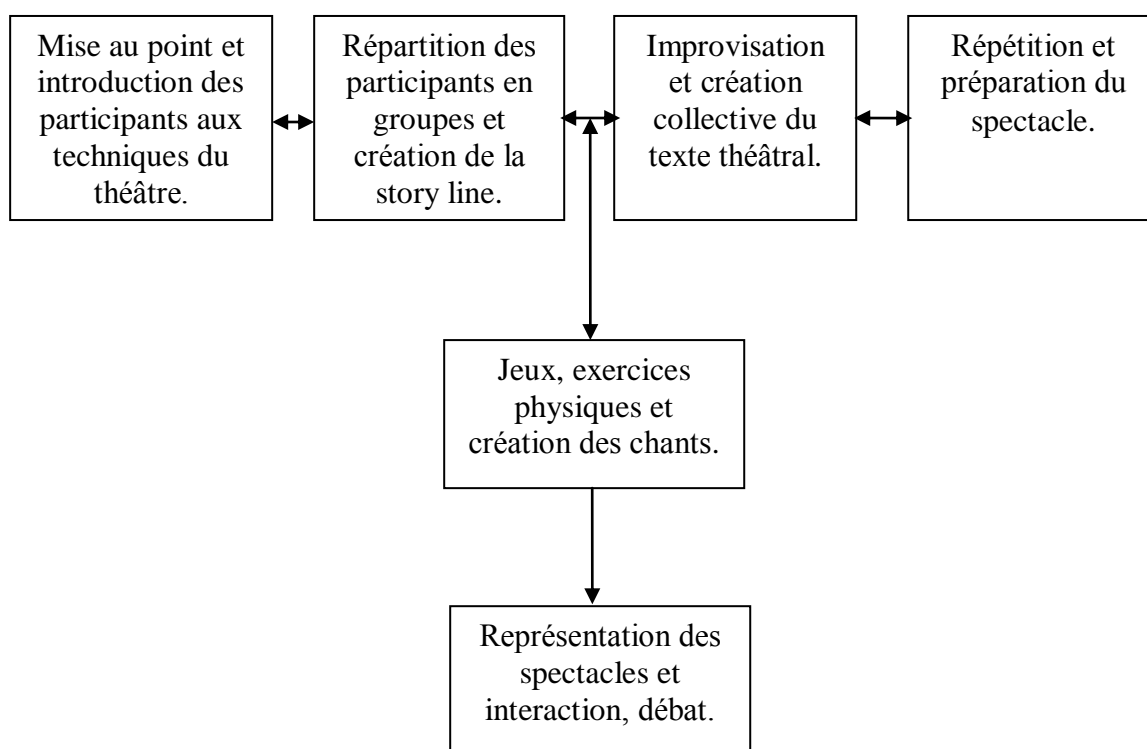 Mise au point et
introduction des
participants aux
techniques du
théâtre.
Répartition des
participants en
groupes et
création de la
story line.
Improvisation
et création
collective du
texte théâtral.
Répétition et
préparation du
spectacle.
Jeux, exercices
physiques et
création des chants.
Représentation des
spectacles et
interaction, débat.